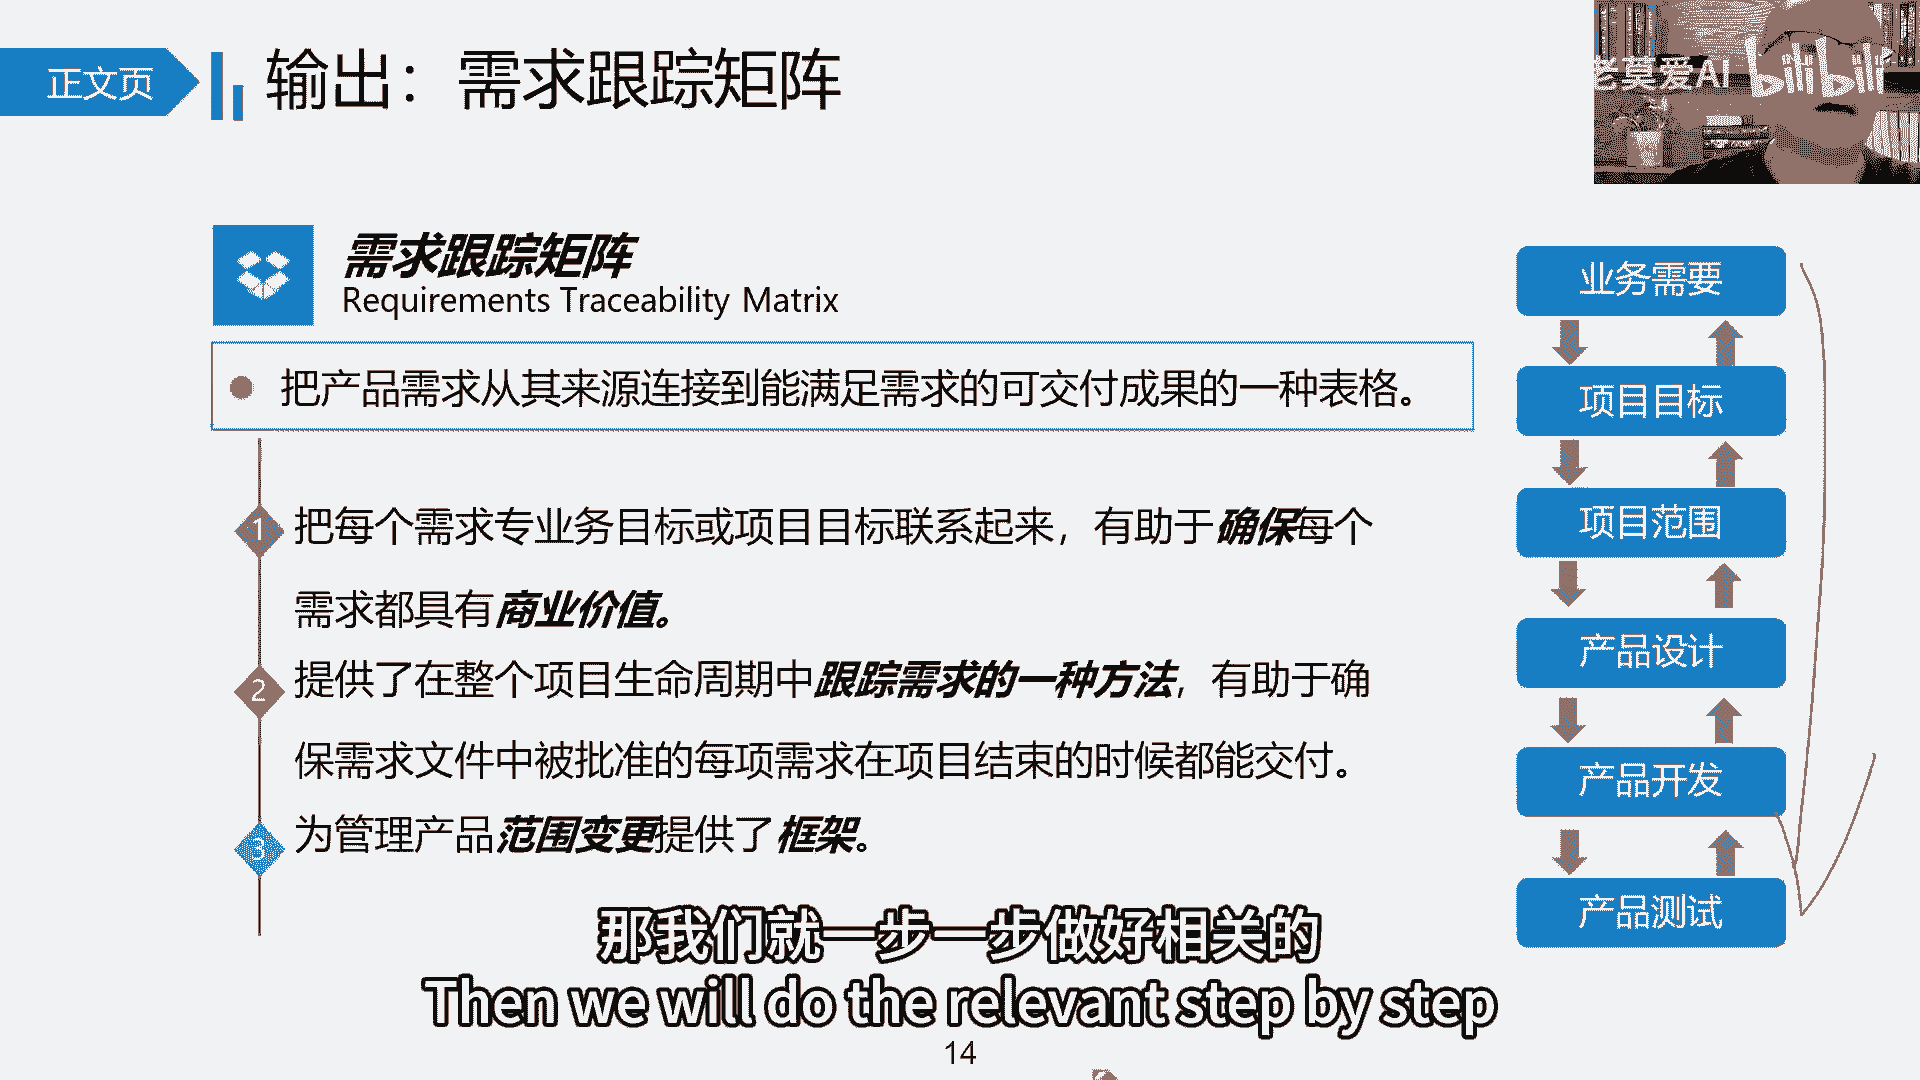 正文页
输出：需求跟踪矩阵
老莫爱AI bilibili
需求跟踪矩阵
Requirements Traceability Matrix
把产品需求从其来源连接到能满足需求的可交付成果的一种表格。
1
把每个需求专业务目标或项目目标联系起来，有助于确保每个
需求都具有商业价值。
2
提供了在整个项目生命周期中跟踪需求的一种方法，有助于确
保需求文件中被批准的每项需求在项目结束的时候都能交付。
3
为管理产品范围变更提供了框架。
业务需要
项目目标
项目范围
产品设计
产品开发
产品测试
那我们就一步一步做好相关的
Then we will do the relevant step by step
14